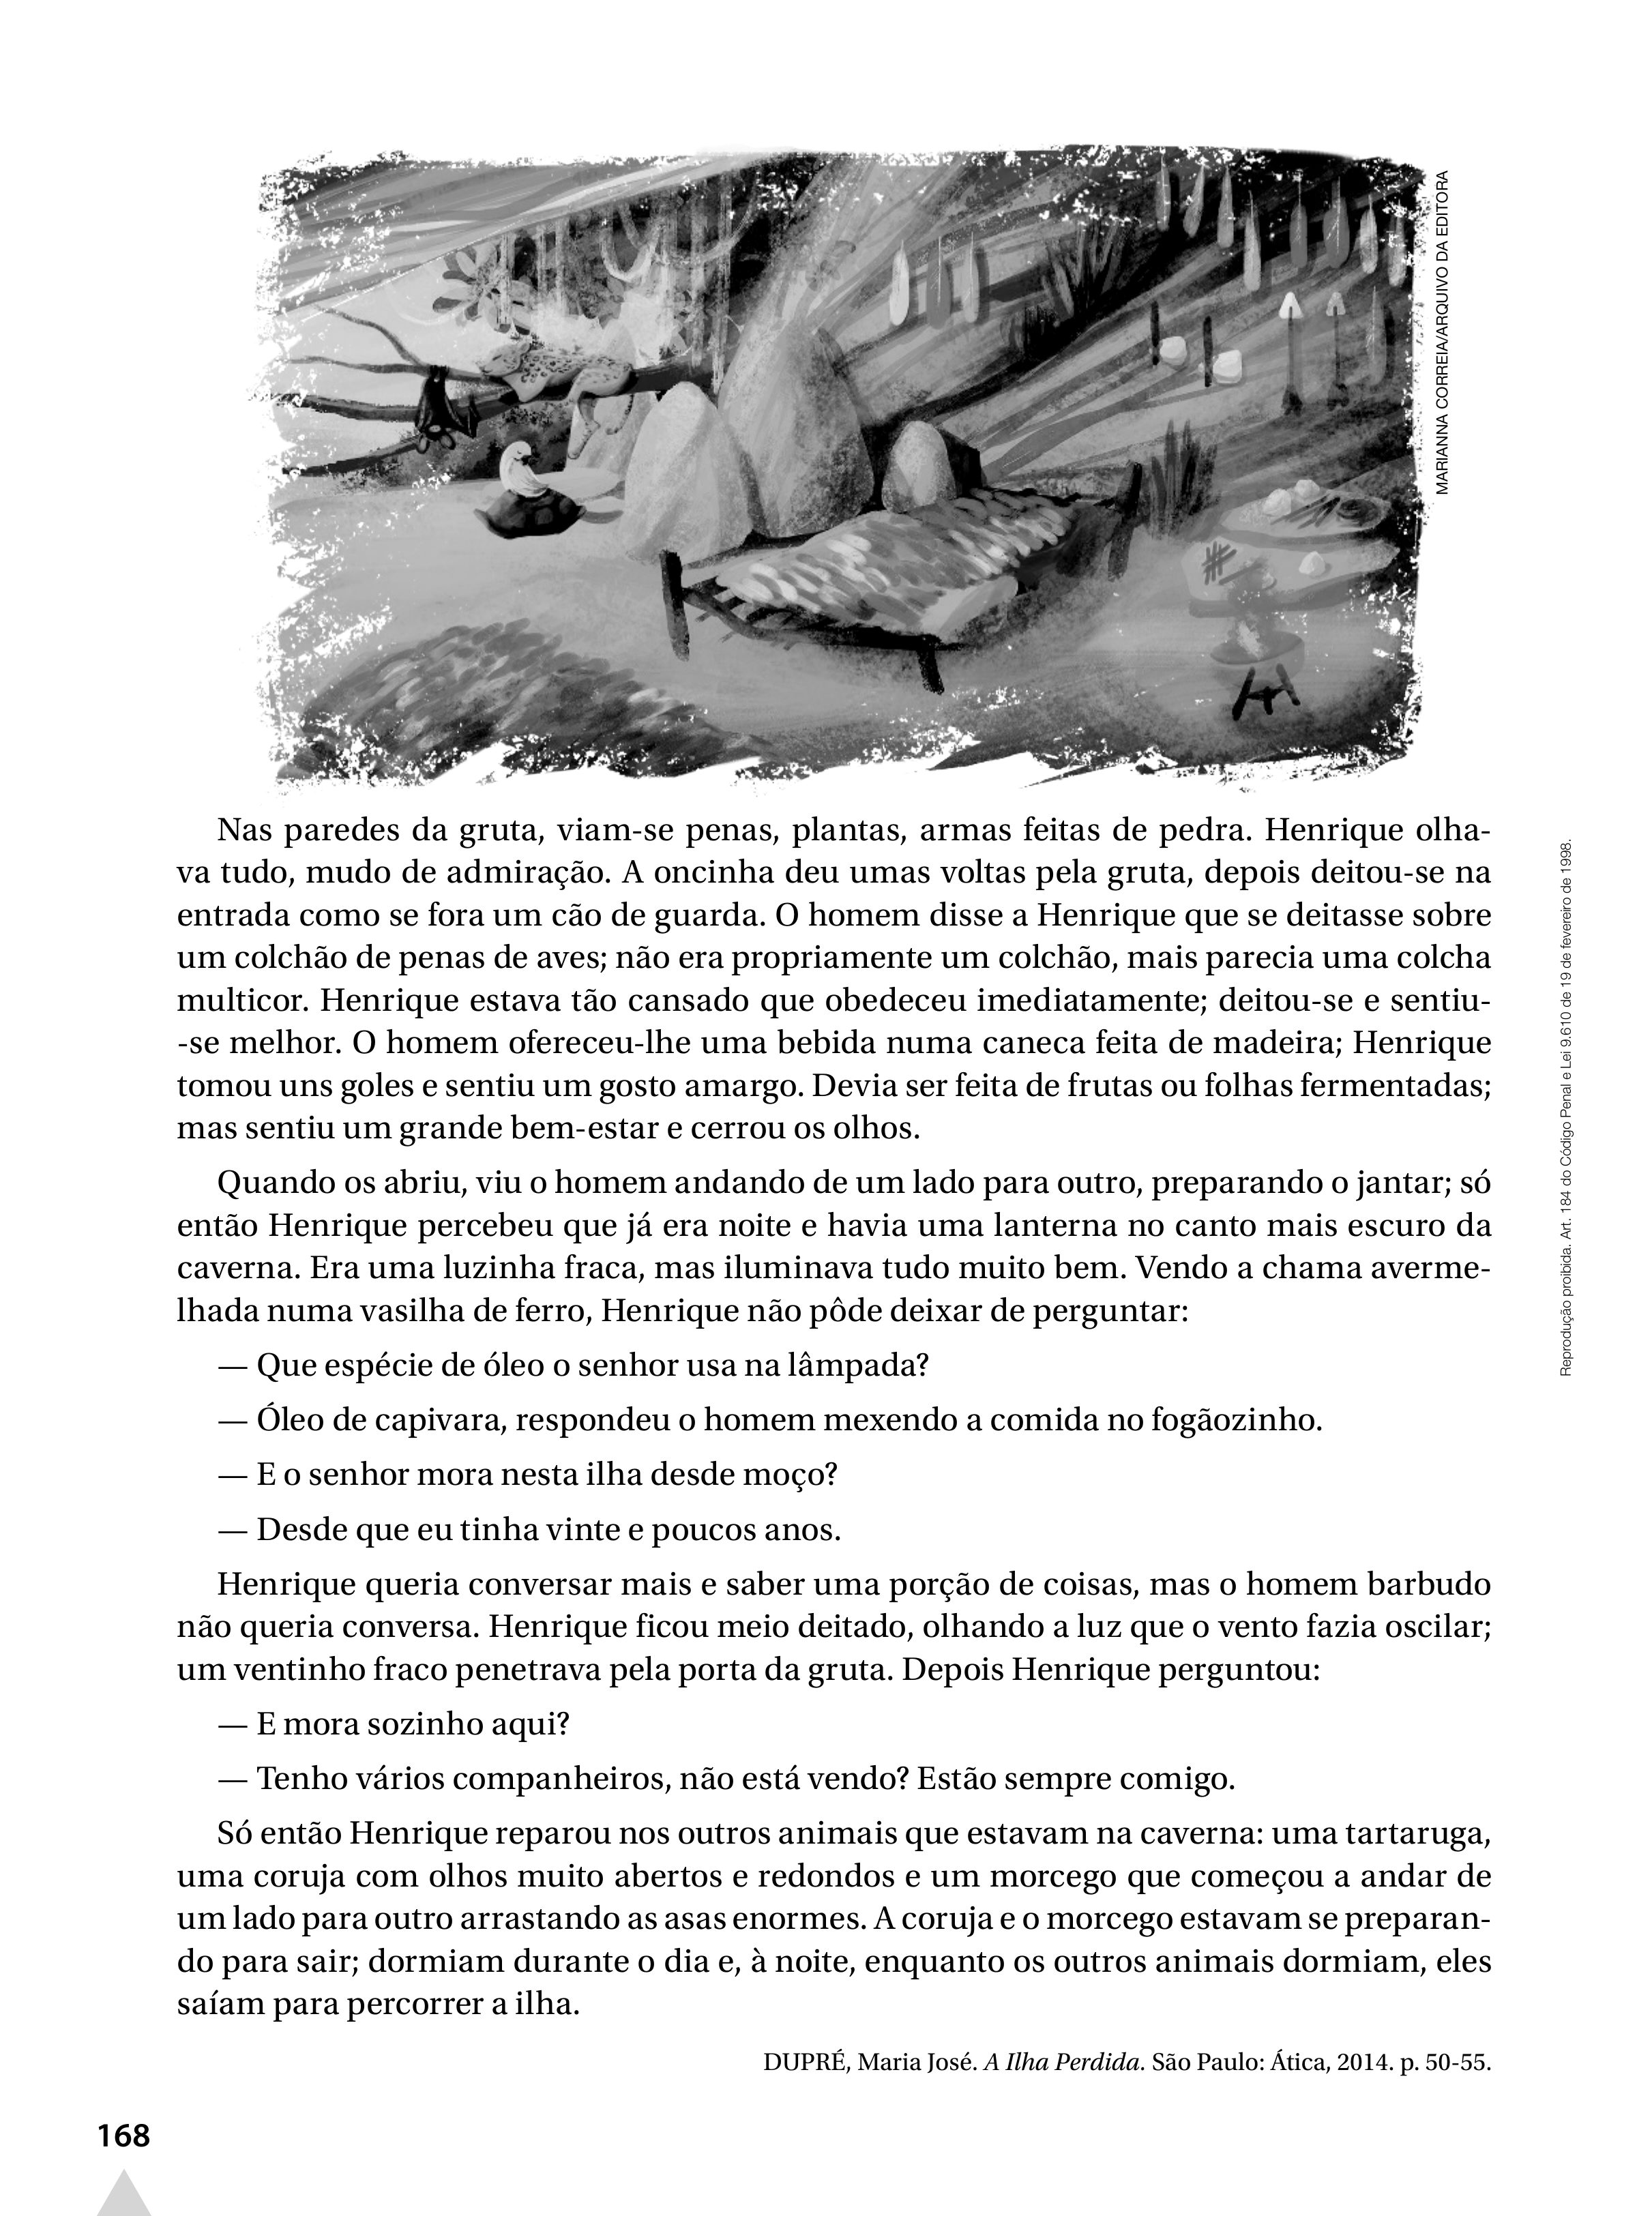 MARIANNA CORREIA/ARQUIVO DA EDITORA
Nas paredes da gruta, viam-se penas, plantas, armas feitas de pedra. Henrique olha-
va tudo, mudo de admiração. A oncinha deu umas voltas pela gruta, depois deitou-se na
entrada como se fora um cão de guarda. O homem disse a Henrique que se deitasse sobre
um colchão de penas de aves; não era propriamente um colchão, mais parecia uma colcha
multicor. Henrique estava tão cansado que obedeceu imediatamente; deitou-se e sentiu-
-se melhor. O homem ofereceu-lhe uma bebida numa caneca feita de madeira; Henrique
tomou uns goles e sentiu um gosto amargo. Devia ser feita de frutas ou folhas fermentadas;
mas sentiu um grande bem-estar e cerrou os olhos.
Quando os abriu, viu o homem andando de um lado para outro, preparando o jantar; só
então Henrique percebeu que já era noite e havia uma lanterna no canto mais escuro da
caverna. Era uma luzinha fraca, mas iluminava tudo muito bem. Vendo a chama averme-
lhada numa vasilha de ferro, Henrique não pôde deixar de perguntar:
— Que espécie de óleo o senhor usa na lâmpada?
— Óleo de capivara, respondeu o homem mexendo a comida no fogãozinho.
— E o senhor mora nesta ilha desde moço?
— Desde que eu tinha vinte e poucos anos.
Henrique queria conversar mais e saber uma porção de coisas, mas o homem barbudo
não queria conversa. Henrique ficou meio deitado, olhando a luz que o vento fazia oscilar;
um ventinho fraco penetrava pela porta da gruta. Depois Henrique perguntou:
— E mora sozinho aqui?
— Tenho vários companheiros, não está vendo? Estão sempre comigo.
Só então Henrique reparou nos outros animais que estavam na caverna: uma tartaruga,
uma coruja com olhos muito abertos e redondos e um morcego que começou a andar de
um lado para outro arrastando as asas enormes. A coruja e o morcego estavam se preparan-
do para sair; dormiam durante o dia e, à noite, enquanto os outros animais dormiam, eles
saíam para percorrer a ilha.
DUPRÉ, Maria José. A Ilha Perdida. São Paulo: Ática, 2014. p. 50-55.
Reprodução proibida. Art. 184 do Código Penal e Lei 9.610 de 19 de fevereiro de 1998.
168